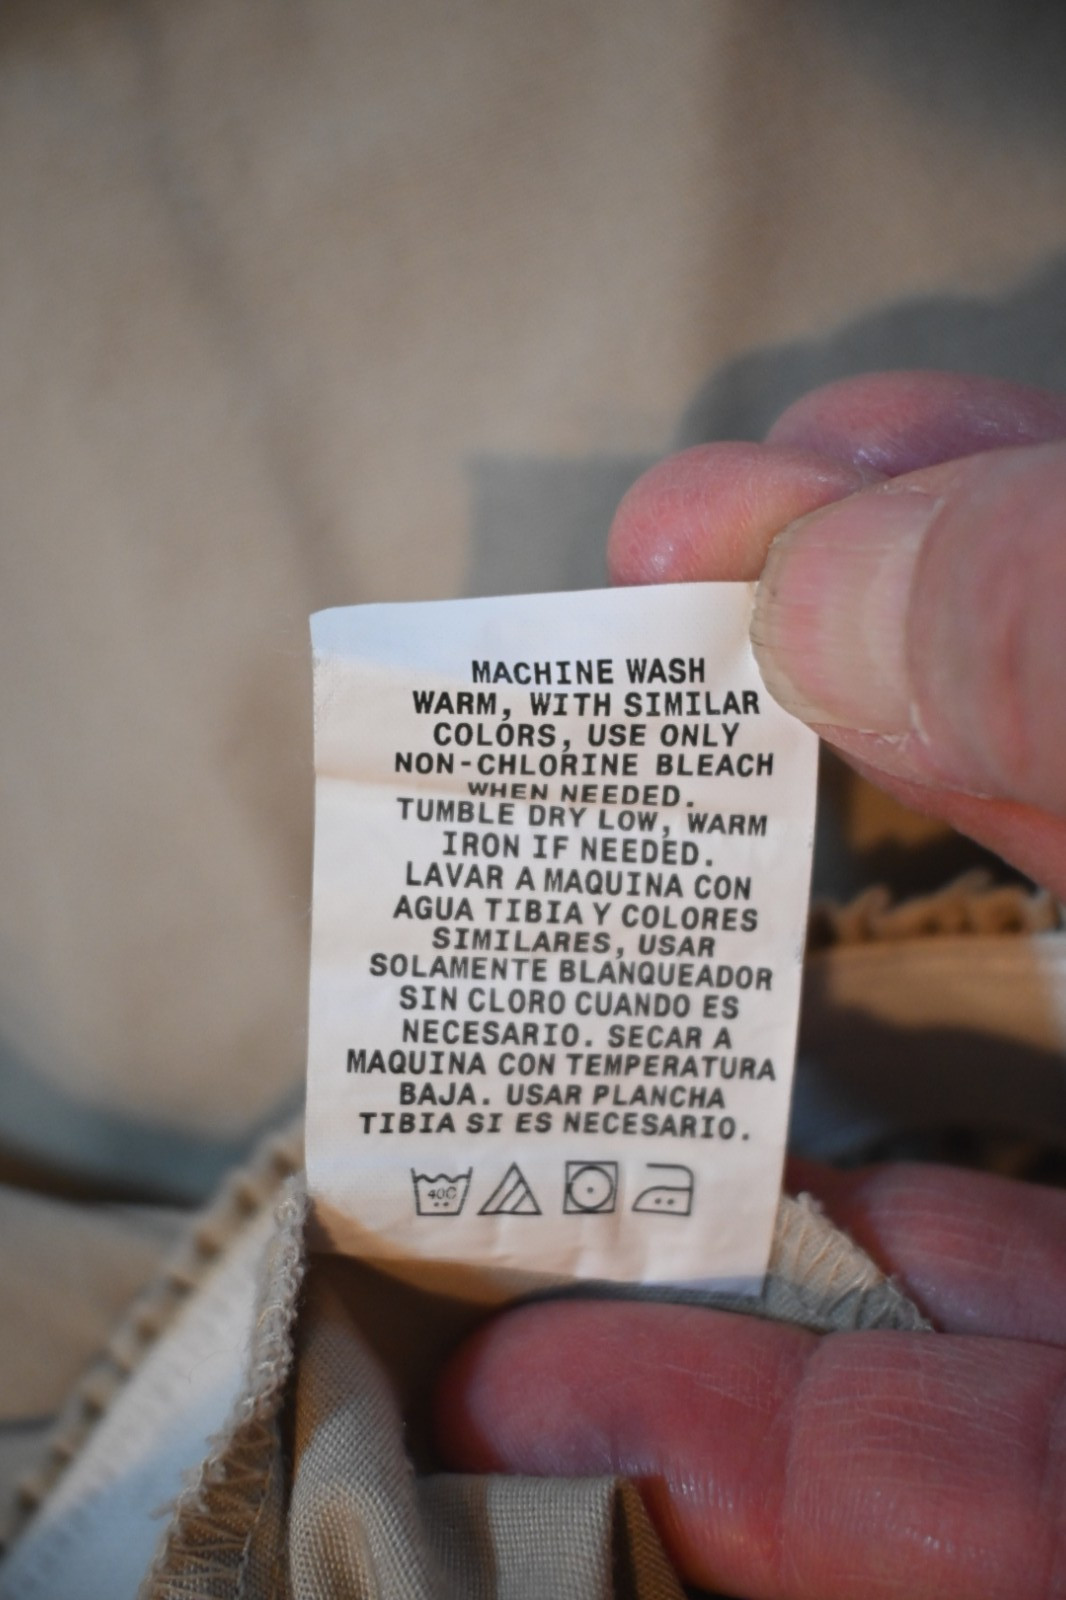 MACHINE WASH
WARM, WITH SIMILAR
COLORS, USE ONLY
NON-CHLORINE BLEACH
WHEN NEEDED.
TUMBLE DRY LOW, WARM
IRON IF NEEDED.
LAVAR A MAQUINA CON
AGUA TIBIA Y COLORES
SIMILARES, USAR
SOLAMENTE BLANQUEADOR
SIN CLORO CUANDO ES
NECESARIO. SECAR A
MAQUINA CON TEMPERATURA
BAJA. USAR PLANCHA
TIBIA SI ES NECESARIO.
40C